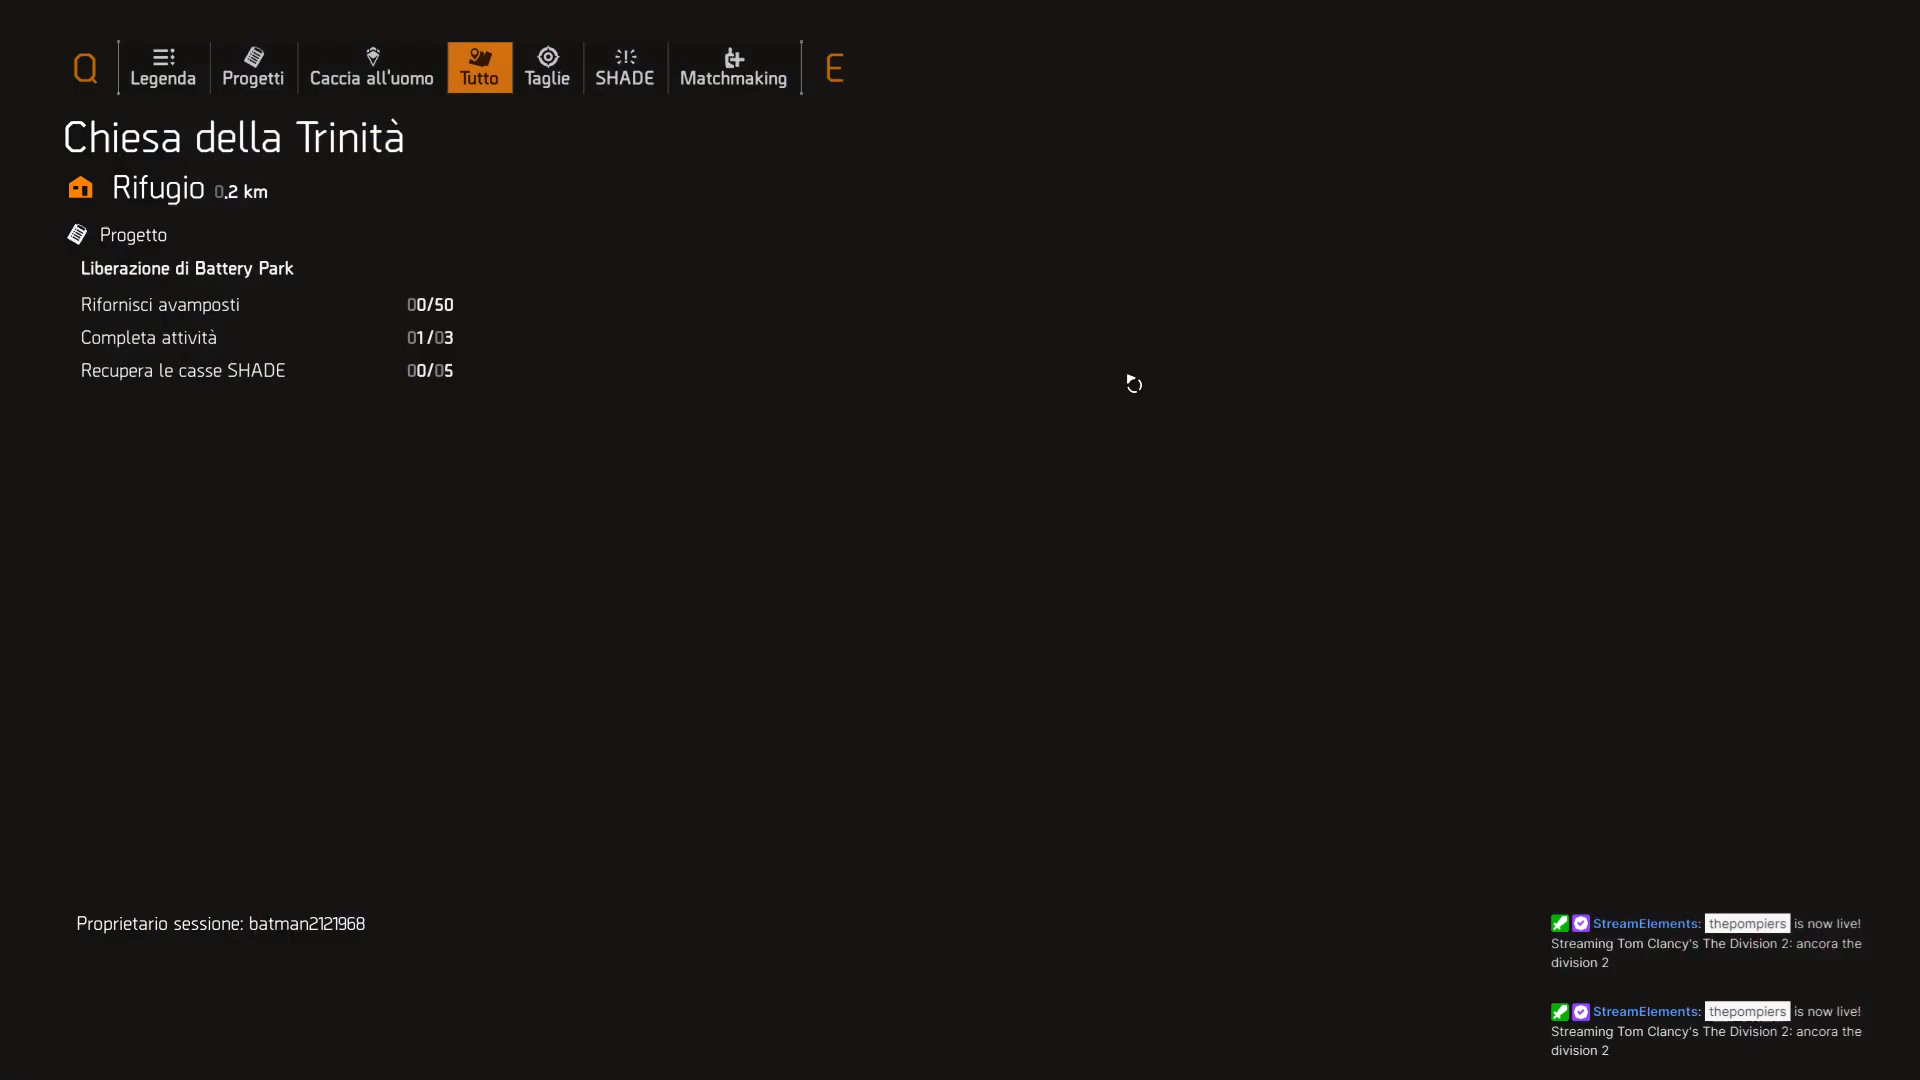 Q Legenda Progetti Caccia all'uomo Tutto Taglie SHADE Matchmaking E
Chiesa della Trinità
Rifugio 0.2 km
Progetto
Liberazione di Battery Park
Rifornisci avamposti 00/50
Completa attività 01/03
Recupera le casse SHADE 00/05
Proprietario sessione: batman2121968
StreamElements: thepompiers is now live!
Streaming Tom Clancy's The Division 2: ancora the
division 2
StreamElements: thepompiers is now live!
Streaming Tom Clancy's The Division 2: ancora the
division 2